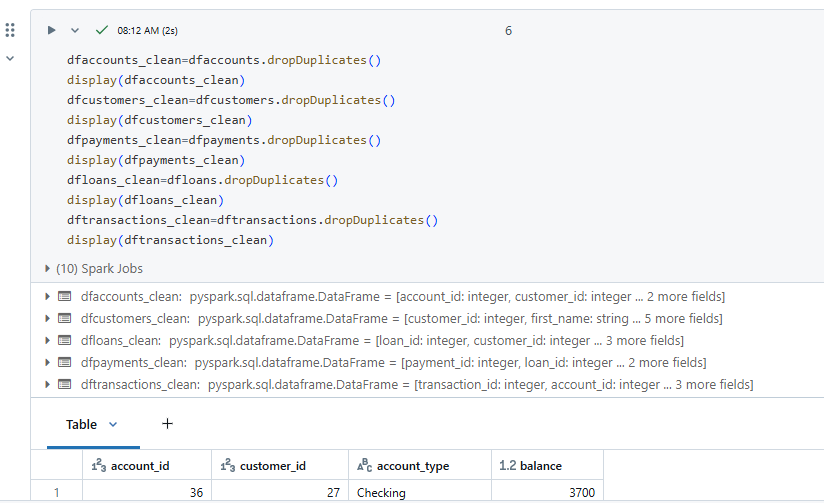 08:12 AM (2s)
6
dfaccounts_clean=dfaccounts.dropDuplicates()
display(dfaccounts_clean)
dfcustomers_clean=dfcustomers.dropDuplicates()
display(dfcustomers_clean)
dfpayments_clean=dfpayments.dropDuplicates()
display(dfpayments_clean)
dfloans_clean=dfloans.dropDuplicates()
display(dfloans_clean)
dftransactions_clean=dftransactions.dropDuplicates()
display(dftransactions_clean)
(10) Spark Jobs
dfaccounts_clean: pyspark.sql.dataframe.DataFrame = [account_id: integer, customer_id: integer ... 2 more fields]
dfcustomers_clean: pyspark.sql.dataframe.DataFrame = [customer_id: integer, first_name: string ... 5 more fields]
dfloans_clean: pyspark.sql.dataframe.DataFrame = [loan_id: integer, customer_id: integer ... 3 more fields]
dfpayments_clean: pyspark.sql.dataframe.DataFrame = [payment_id: integer, loan_id: integer ... 2 more fields]
dftransactions_clean: pyspark.sql.dataframe.DataFrame = [transaction_id: integer, account_id: integer ... 3 more fields]
Table +
123 account_id 123 customer_id ABC account_type 1.2 balance
1 36 27 Checking 3700